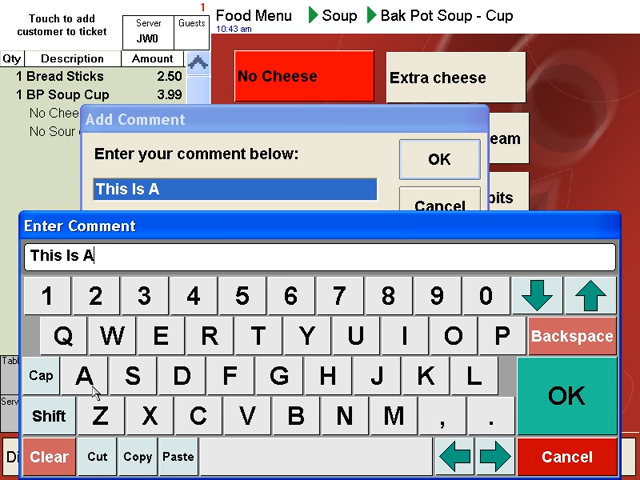 Touch to add
customer to ticket
Server
JW0
1
Guests
Food Menu Soup Bak Pot Soup - Cup
10:43 am
Qty Description Amount
1 Bread Sticks 2.50
1 BP Soup Cup 3.99
No Chee
No Sour
No Cheese
Extra cheese
eam
bits
Add Comment
Enter your comment below:
This Is A
OK
Cancel
Enter Comment
This Is A
1 2 3 4 5 6 7 8 9 0
Q W E R T Y U I O P Backspace
Cap A S D F G H J K L
OK
Shift Z X C V B N M , .
Clear Cut Copy Paste Cancel
Tabl
Serv
Di